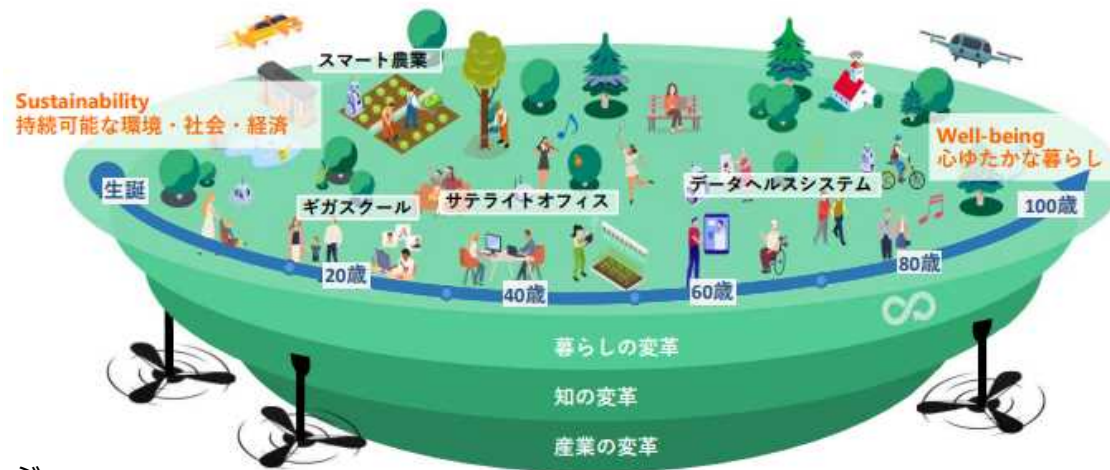 スマート農業
Sustainability
持続可能な環境・社会・経済
Well-being
心ゆたかな暮らし
生誕
ギガスクール
サテライトオフィス
データヘルスシステム
100歳
20歳
40歳
60歳
80歳
暮らしの変革
知の変革
産業の変革